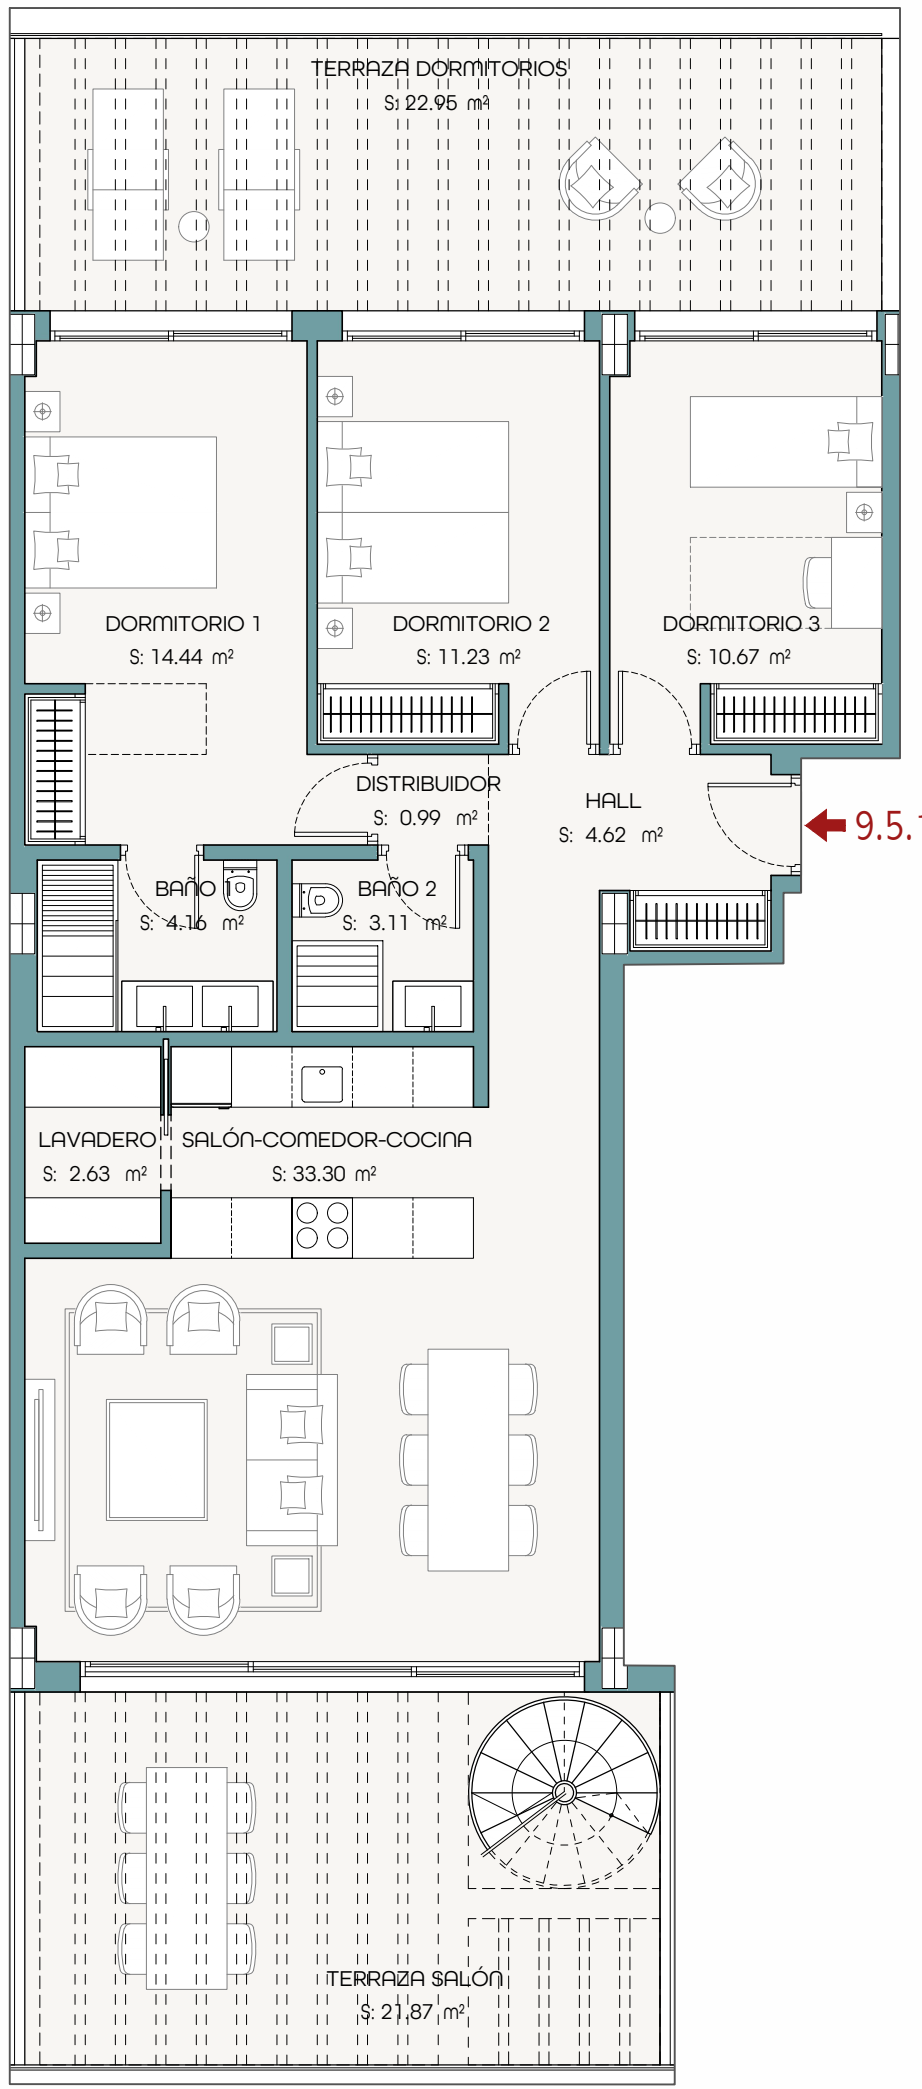 TERRAZA DORMITORIOS
S: 22.95 m²
DORMITORIO 1
S: 14.44 m²
DORMITORIO 2
S: 11.23 m²
DORMITORIO 3
S: 10.67 m²
DISTRIBUIDOR
S: 0.99 m²
HALL
S: 4.62 m²
9.5.
BAÑO 1
S: 4.16 m²
BAÑO 2
S: 3.11 m²
LAVADERO
S: 2.63 m²
SALÓN-COMEDOR-COCINA
S: 33.30 m²
TERRAZA SALÓN
S: 21.87 m²